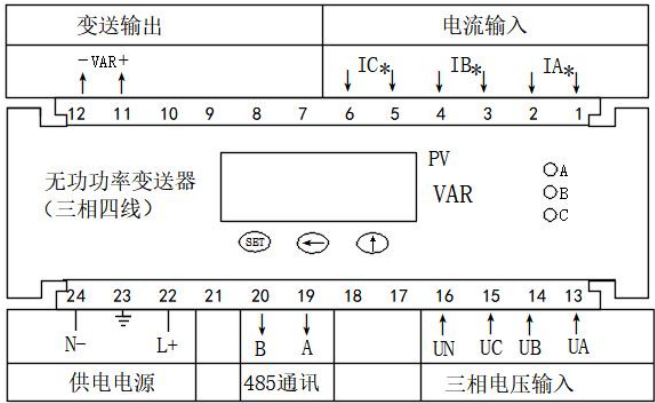 变送输出 电流输入
-VAR+ IC* IB* IA*
12 11 10 9 8 7 6 5 4 3 2 1
PV
无功功率变送器 VAR
(三相四线)
A
B
C
SET
24 23 22 21 20 19 18 17 16 15 14 13
N- L+ B A UN UC UB UA
供电电源 485通讯 三相电压输入